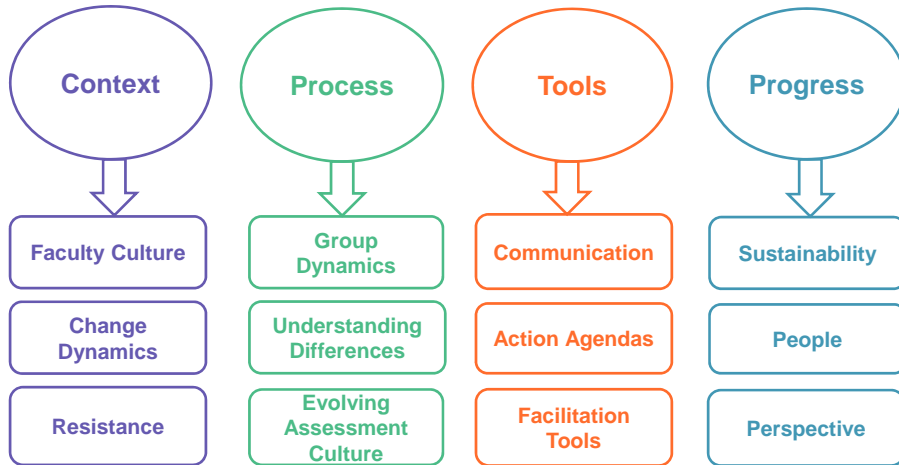 Context
Process
Tools
Progress
Faculty Culture
Group
Dynamics
Communication
Sustainability
Change
Dynamics
Understanding
Differences
Action Agendas
People
Resistance
Evolving
Assessment
Culture
Facilitation
Tools
Perspective